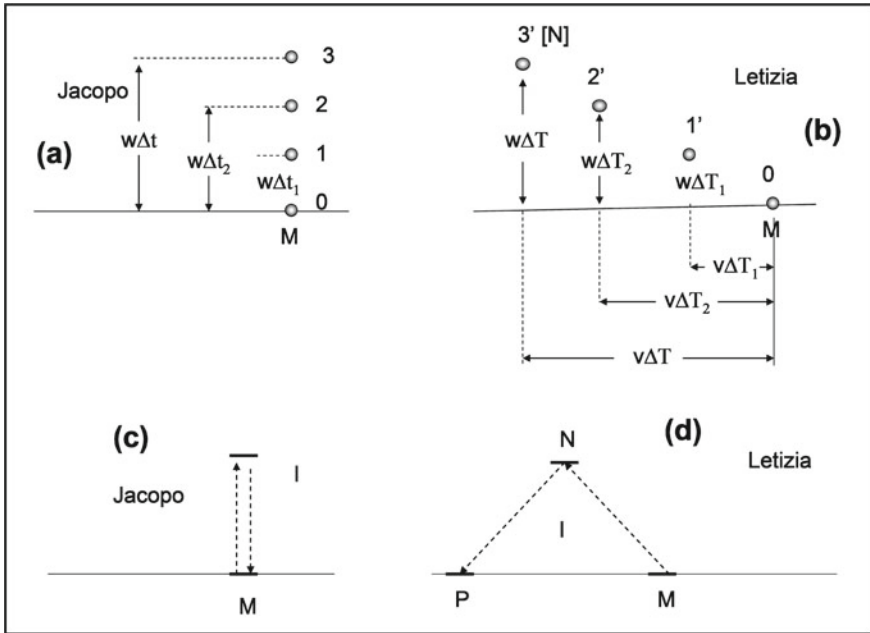 3
Jacopo
2
(a)
wΔt
wΔt₂
1
wΔt₁
0
M
3' [N]
Letizia
2'
1'
(b)
wΔT
wΔT₂
wΔT₁
0
M
vΔT₁
vΔT₂
vΔT
(c)
Jacopo
l
M
N
(d)
Letizia
l
P
M